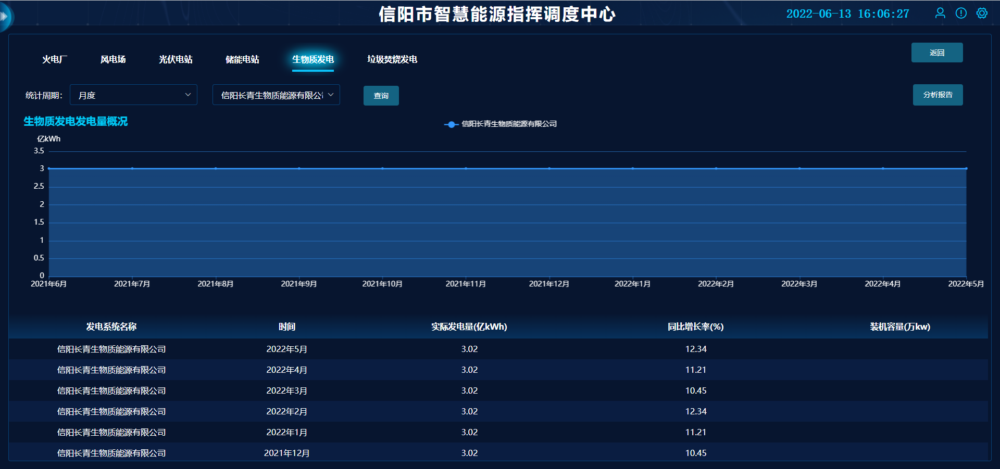 信阳市智慧能源指挥调度中心
2022-06-13 16:06:27
火电厂 风电场 光伏电站 储能电站 生物质发电 垃圾焚烧发电
返回
统计周期: 月度 信阳长青生物质能源有限公 查询 分析报告
生物质发电发电量概况
信阳长青生物质能源有限公司
亿kWh
3.5
3
2.5
2
1.5
1
0.5
0
2021年6月 2021年7月 2021年8月 2021年9月 2021年10月 2021年11月 2021年12月 2022年1月 2022年2月 2022年3月 2022年4月 2022年5月
发电系统名称 时间 实际发电量(亿kWh) 同比增长率(%) 装机容量(万kw)
信阳长青生物质能源有限公司 2022年5月 3.02 12.34
信阳长青生物质能源有限公司 2022年4月 3.02 11.21
信阳长青生物质能源有限公司 2022年3月 3.02 10.45
信阳长青生物质能源有限公司 2022年2月 3.02 12.34
信阳长青生物质能源有限公司 2022年1月 3.02 11.21
信阳长青生物质能源有限公司 2021年12月 3.02 10.45